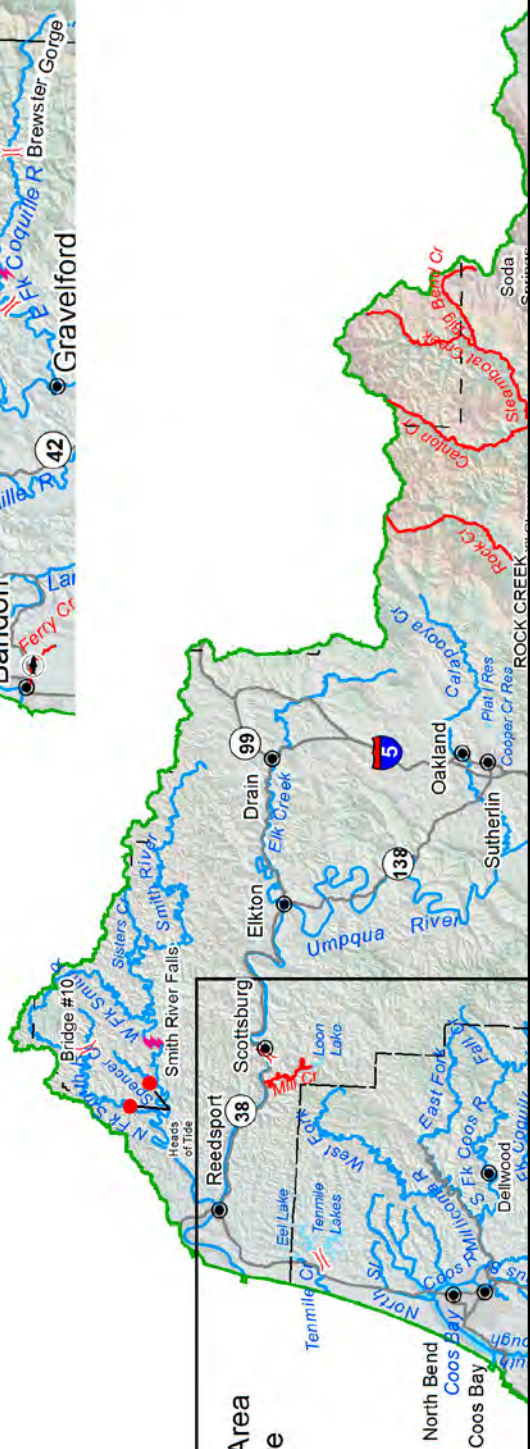 Brewster Gorge
E Fk Coquille R
Gravelford
42
ille R
Bandon
Lam
Ferry Cr
Big Bend Cr
Steamboat Creek
Canton Cr
Soda
Rock Cr
ROCK CREEK
Calapooya Cr
Plat I Res
Cooper Cr Res
Oakland
Sutherlin
5
99
Drain
Elk Creek
138
Elkton
Umpqua River
Sisters Cr
Smith River
W Fk Smith R
Bridge #10
Smith River Falls
Spencer Cr
N Fk Smith
Heads
of Tide
Scottsburg
Loon
Lake
Mill Cr
38
Reedsport
Eel Lake
Tenmile
Lakes
Tenmile Cr
West Fork
East Fork
Millicoma R
Fall Cr
S Fk Coos R
Dellwood
Coos R
North Sl
North Bend
Coos Bay
Coos Bay
Area
e